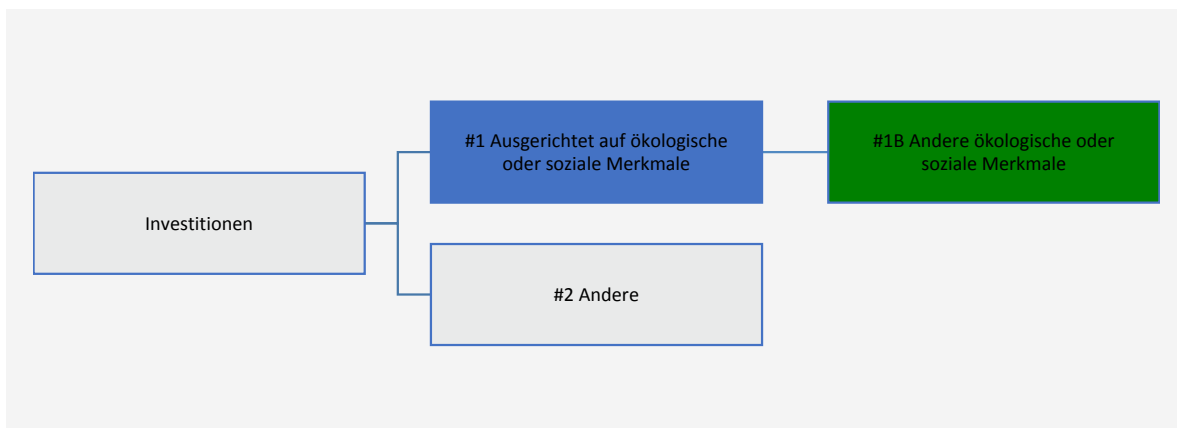 #1 Ausgerichtet auf ökologische
oder soziale Merkmale
#1B Andere ökologische oder
soziale Merkmale
Investitionen
#2 Andere